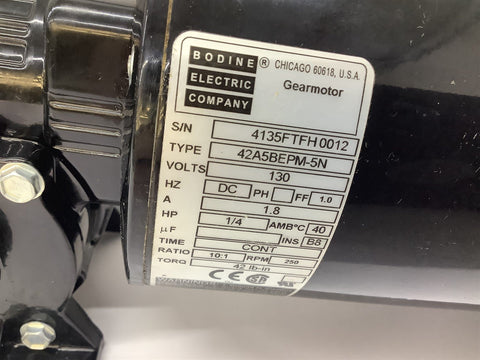 BODINE ® CHICAGO 60618, U.S.A.
ELECTRIC Gearmotor
COMPANY
S/N 4135FTFH0012
TYPE 42A5BEPM-5N
VOLTS 130
HZ DC PH FF 1.0
A 1.8
HP 1/4 AMB°C 40
µF INS B8
TIME CONT
RATIO 10:1 RPM 250
TORQ 42 lb-in
CE